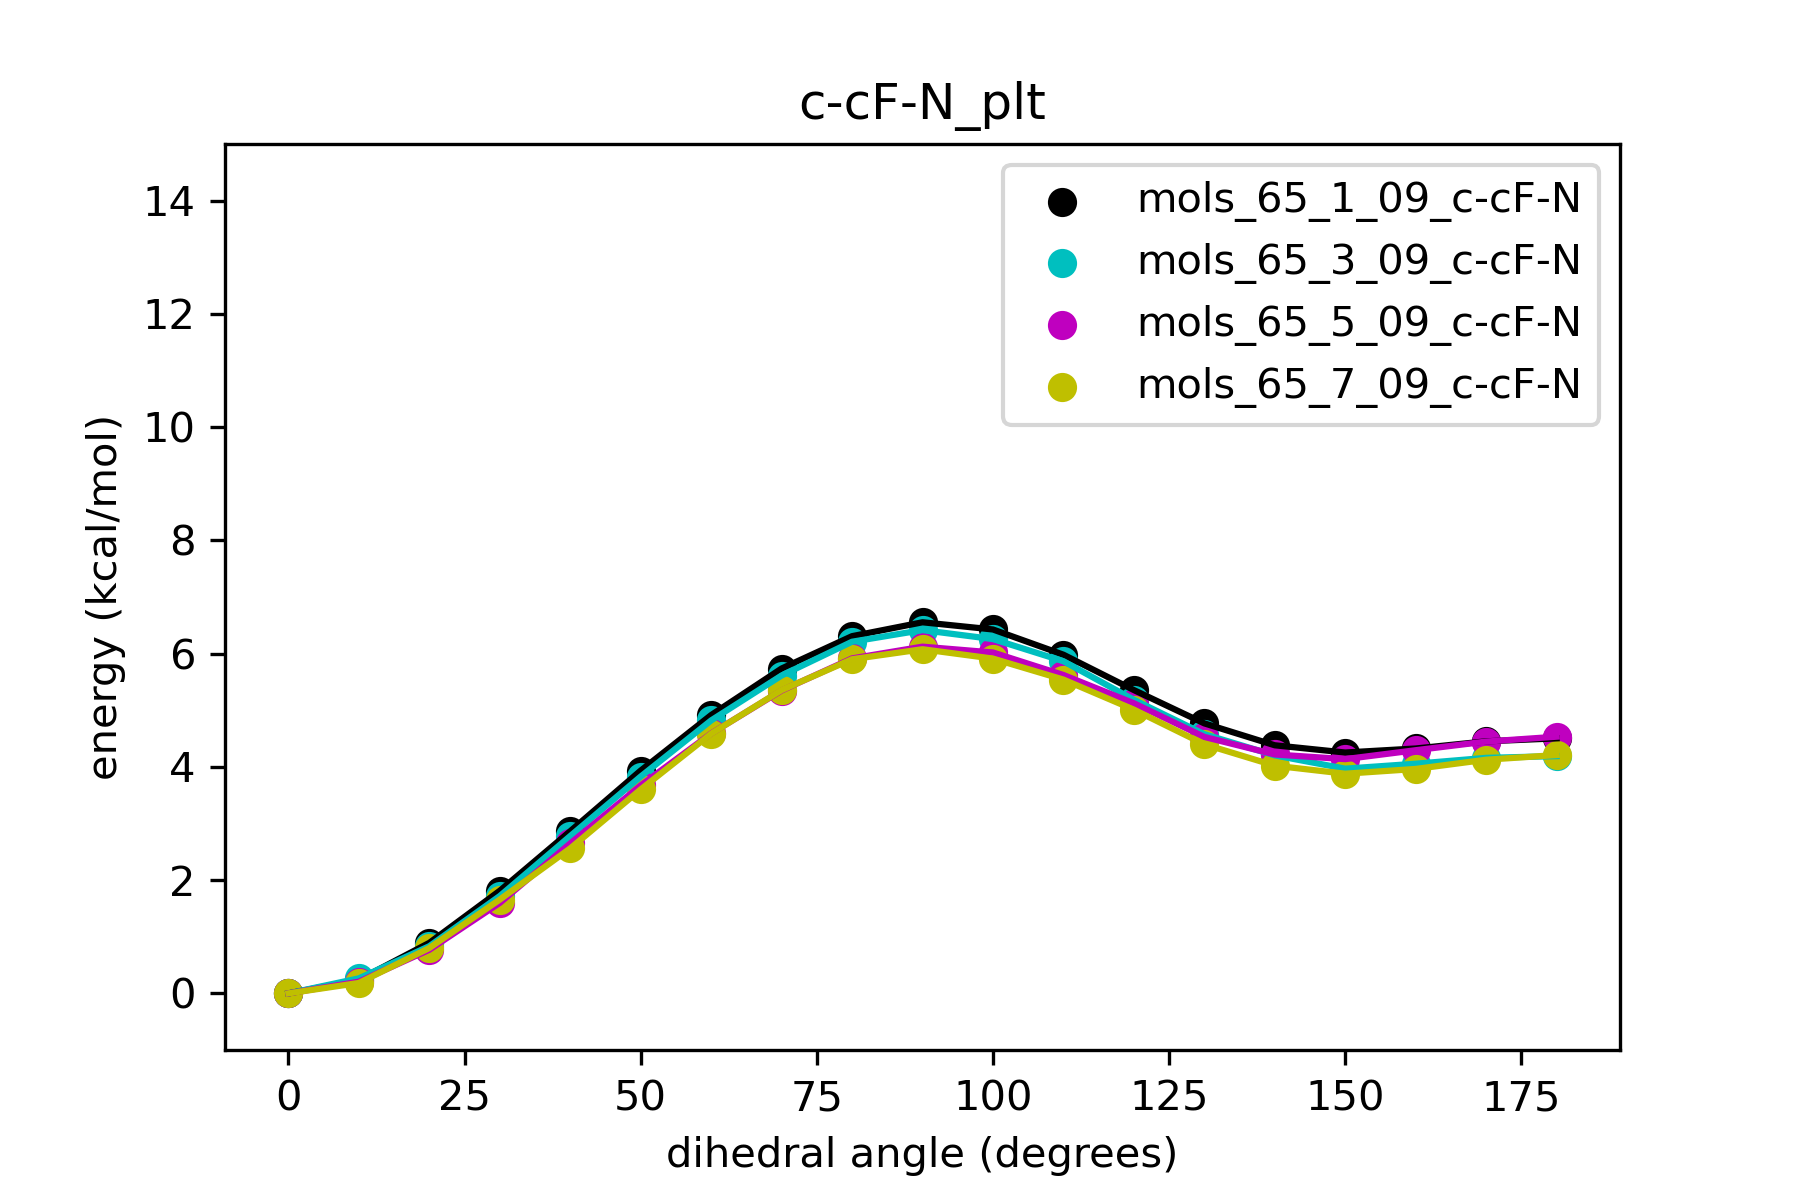 c-cF-N_plt
mols_65_1_09_c-cF-N
mols_65_3_09_c-cF-N
mols_65_5_09_c-cF-N
mols_65_7_09_c-cF-N
14
12
10
8
6
4
2
0
energy (kcal/mol)
0 25 50 75 100 125 150 175
dihedral angle (degrees)